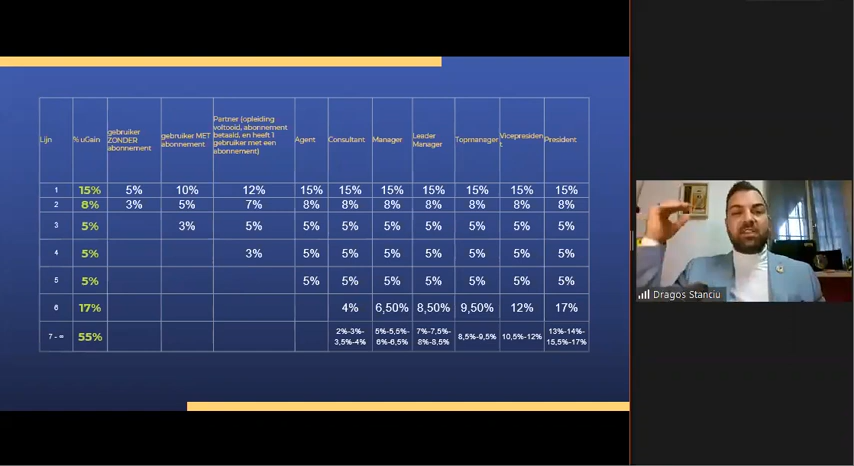 Lijn % uGain gebruiker ZONDER abonnement gebruiker MET abonnement Partner (opleiding voltooid, abonnement betaald, en heeft 1 gebruiker met een abonnement) Agent Consultant Manager Leader Manager Topmanager Vicepresident President
1 15% 5% 10% 12% 15% 15% 15% 15% 15% 15% 15%
2 8% 3% 5% 7% 8% 8% 8% 8% 8% 8% 8%
3 5% 3% 5% 5% 5% 5% 5% 5% 5% 5%
4 5% 3% 5% 5% 5% 5% 5% 5% 5%
5 5% 5% 5% 5% 5% 5% 5% 5%
6 17% 4% 6,50% 8,50% 9,50% 12% 17%
7 - ∞ 55% 2%-3%-3,5%-4% 5%-5,5%-6%-6,5% 7%-7,5%-8%-8,5% 8,5%-9,5% 10,5%-12% 13%-14%-15,5%-17%
Dragos Stanciu